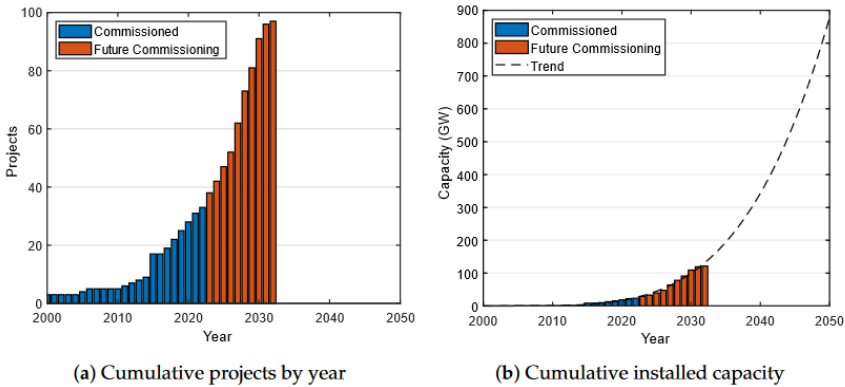 100
80
60
40
20
0
Projects
Commissioned
Future Commissioning
2000
2010
2020
2030
2040
2050
Year
(a) Cumulative projects by year
900
800
700
600
500
400
300
200
100
0
Capacity (GW)
Commissioned
Future Commissioning
Trend
2000
2010
2020
2030
2040
2050
Year
(b) Cumulative installed capacity